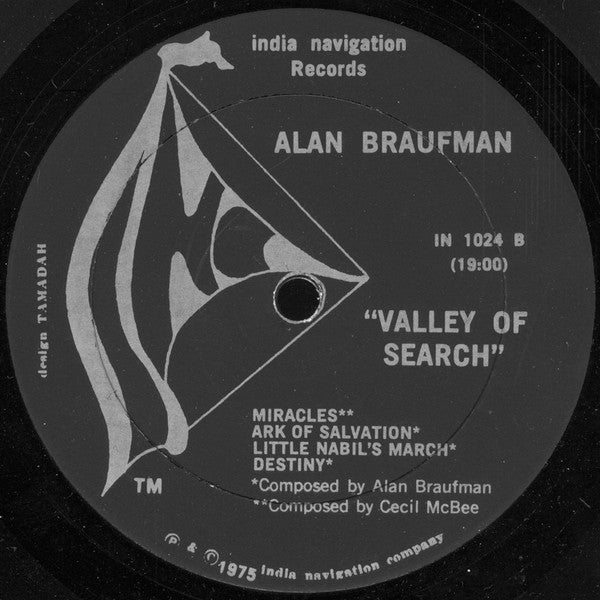 india navigation
Records
ALAN BRAUFMAN
IN 1024 B
(19:00)
"VALLEY OF
SEARCH"
MIRACLES**
ARK OF SALVATION*
LITTLE NABIL'S MARCH*
DESTINY*
*Composed by Alan Braufman
**Composed by Cecil McBee
design TAMADAH
TM
℗ & ©1975 india navigation company